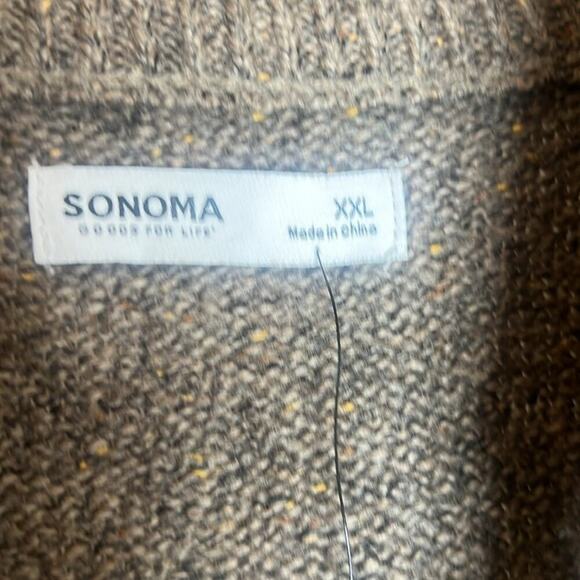 SONOMA
GOODS FOR LIFE'
XXL
Made in China